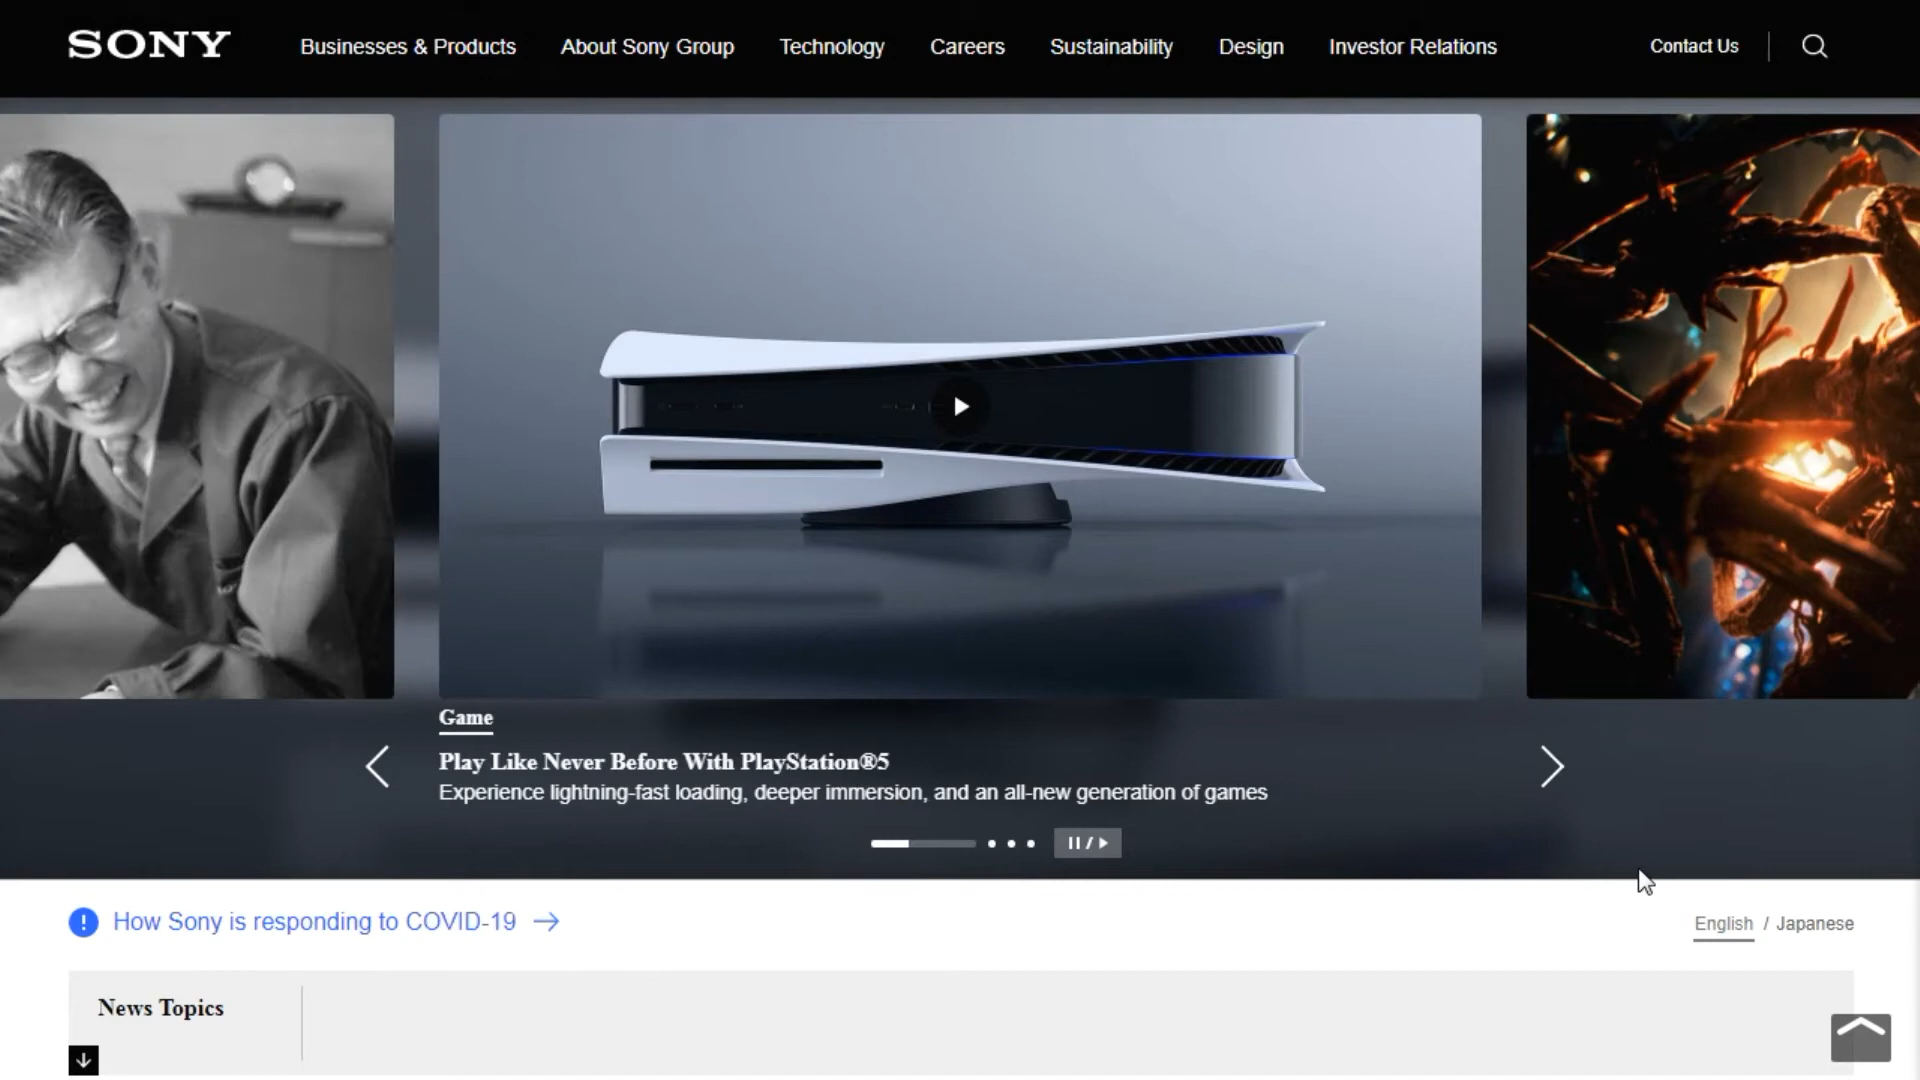 SONY
Businesses & Products
About Sony Group
Technology
Careers
Sustainability
Design
Investor Relations
Contact Us
Game
Play Like Never Before With PlayStation®5
Experience lightning-fast loading, deeper immersion, and an all-new generation of games
How Sony is responding to COVID-19
English / Japanese
News Topics